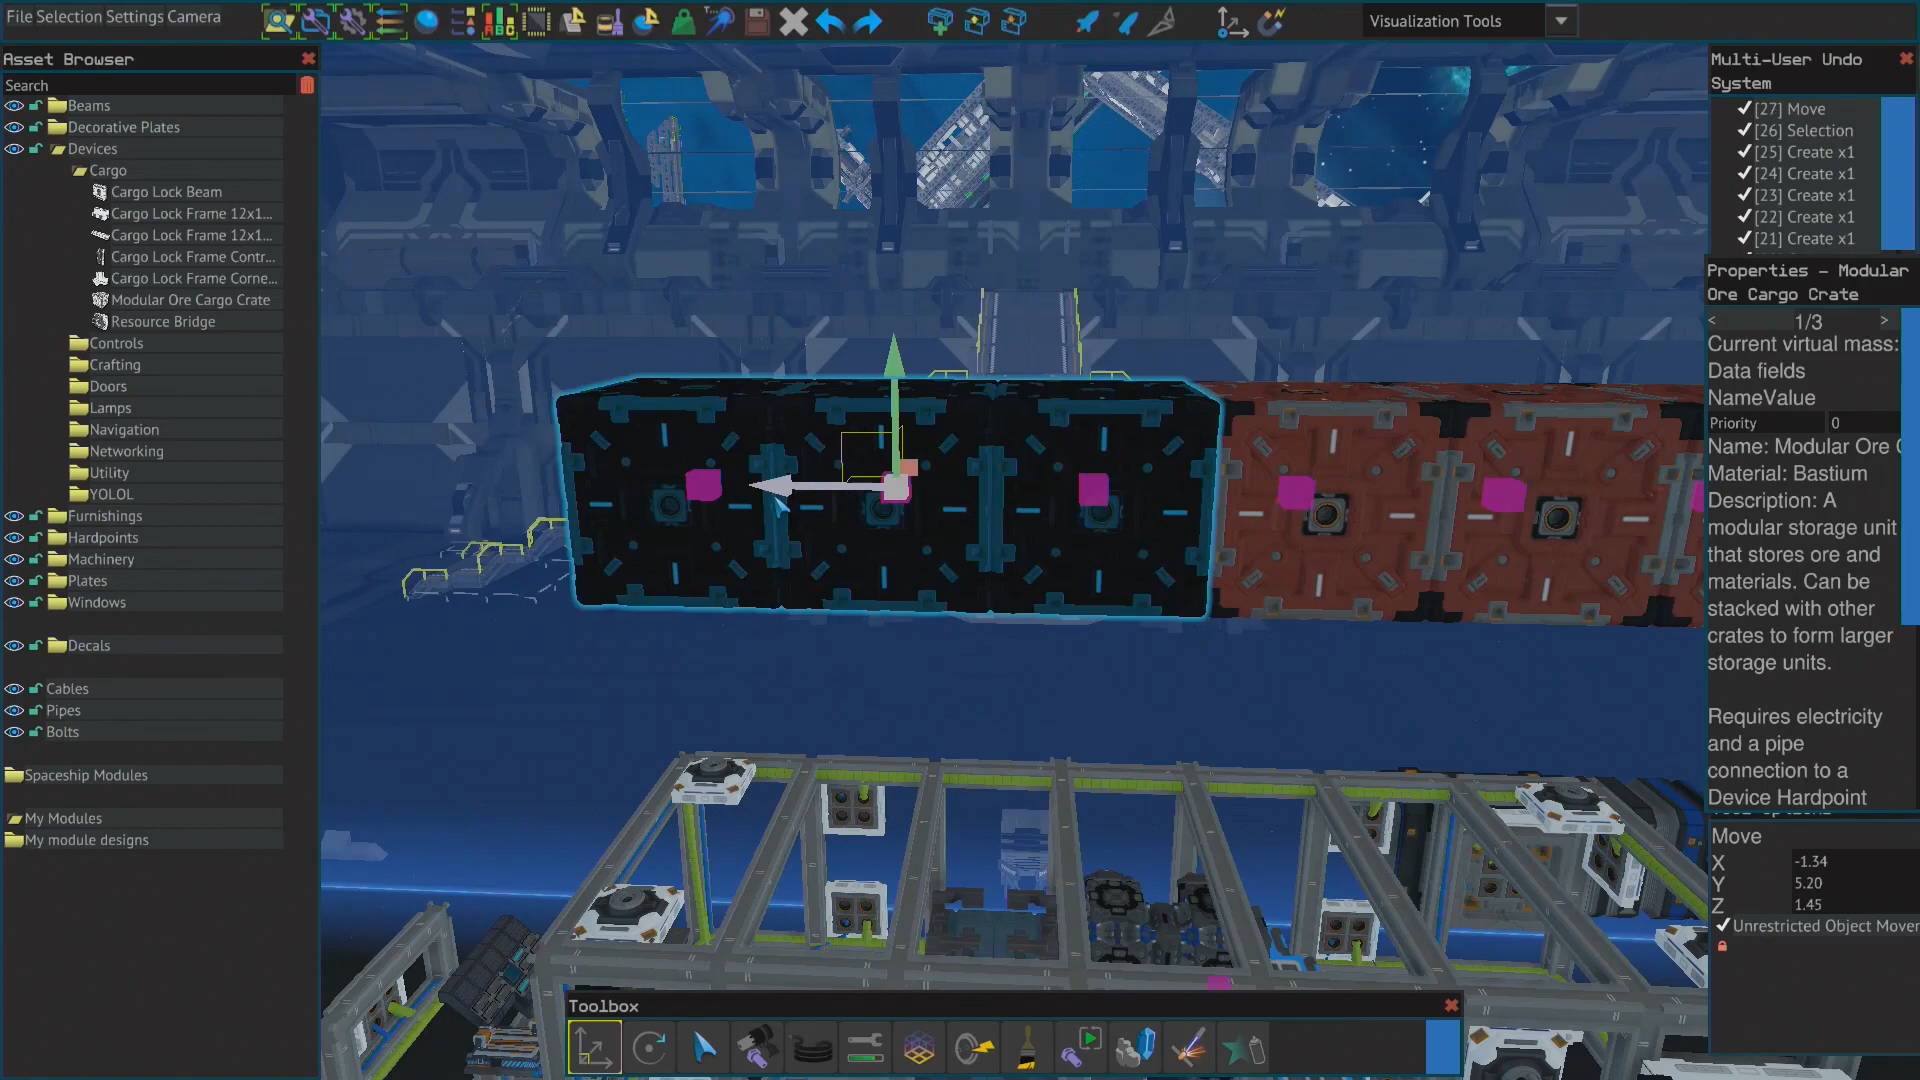 File Selection Settings Camera
Visualization Tools
Asset Browser
Search
Beams
Decorative Plates
Devices
Cargo
Cargo Lock Beam
Cargo Lock Frame 12x1...
Cargo Lock Frame 12x1...
Cargo Lock Frame Contr...
Cargo Lock Frame Corne...
Modular Ore Cargo Crate
Resource Bridge
Controls
Crafting
Doors
Lamps
Navigation
Networking
Utility
YOLOL
Furnishings
Hardpoints
Machinery
Plates
Windows
Decals
Cables
Pipes
Bolts
Spaceship Modules
My Modules
My module designs
Multi-User Undo
System
[27] Move
[26] Selection
[25] Create x1
[24] Create x1
[23] Create x1
[22] Create x1
[21] Create x1
Properties - Modular
Ore Cargo Crate
< 1/3 >
Current virtual mass:
Data fields
NameValue
Priority 0
Name: Modular Ore C
Material: Bastium
Description: A
modular storage unit
that stores ore and
materials. Can be
stacked with other
crates to form larger
storage units.
Requires electricity
and a pipe
connection to a
Device Hardpoint
Move
X -1.34
Y 5.20
Z 1.45
Unrestricted Object Mover
Toolbox
ABC